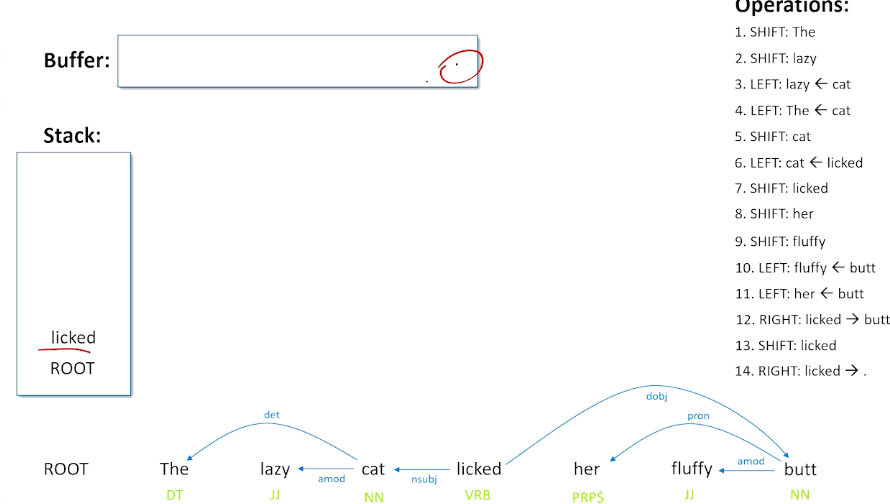 Operations:
1. SHIFT: The
2. SHIFT: lazy
3. LEFT: lazy ← cat
4. LEFT: The ← cat
5. SHIFT: cat
6. LEFT: cat ← licked
7. SHIFT: licked
8. SHIFT: her
9. SHIFT: fluffy
10. LEFT: fluffy ← butt
11. LEFT: her ← butt
12. RIGHT: licked → butt
13. SHIFT: licked
14. RIGHT: licked → .
Buffer: .
Stack:
licked
ROOT
det
dobj
pron
ROOT The lazy cat licked her fluffy butt
amod nsubj amod
DT JJ NN VRB PRP$ JJ NN